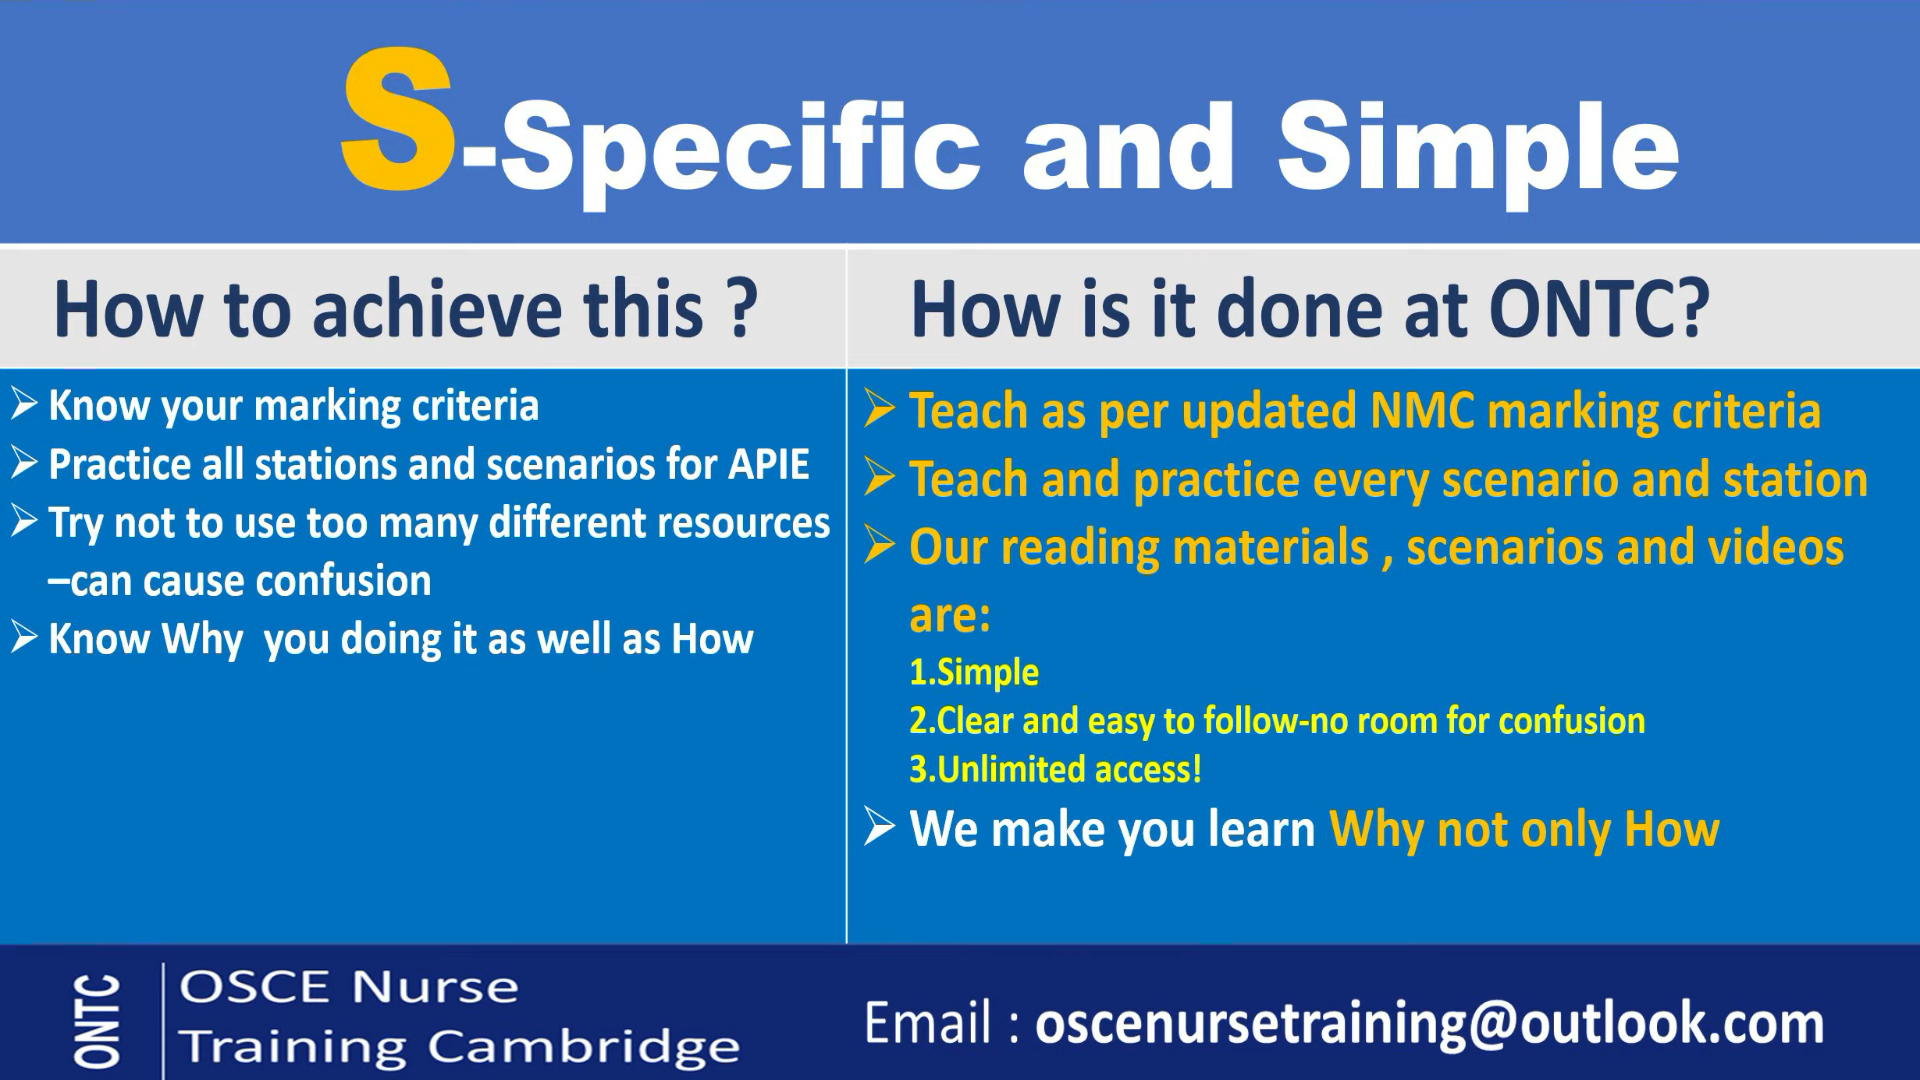 S-Specific and Simple
How to achieve this ?
Know your marking criteria
Practice all stations and scenarios for APIE
Try not to use too many different resources
–can cause confusion
Know Why you doing it as well as How
How is it done at ONTC?
Teach as per updated NMC marking criteria
Teach and practice every scenario and station
Our reading materials , scenarios and videos
are:
1.Simple
2.Clear and easy to follow-no room for confusion
3.Unlimited access!
We make you learn Why not only How
ONTC
OSCE Nurse
Training Cambridge
Email : oscenursetraining@outlook.com